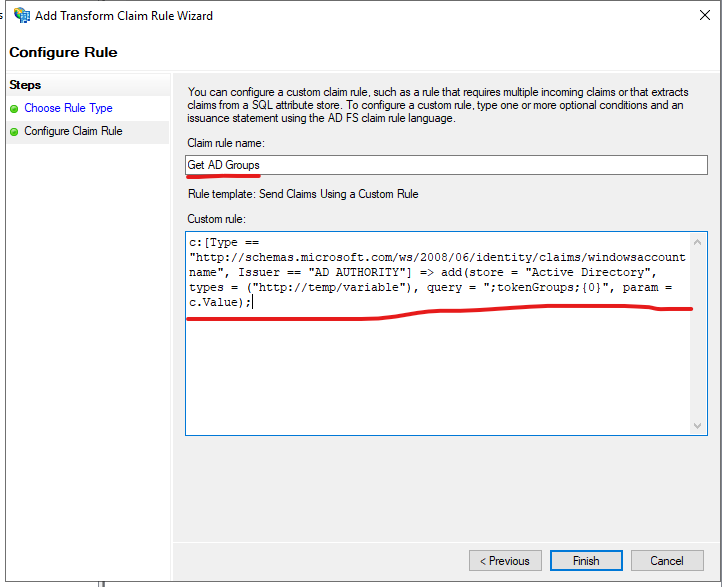 Add Transform Claim Rule Wizard
Configure Rule
Steps
Choose Rule Type
Configure Claim Rule
You can configure a custom claim rule, such as a rule that requires multiple incoming claims or that extracts
claims from a SQL attribute store. To configure a custom rule, type one or more optional conditions and an
issuance statement using the AD FS claim rule language.
Claim rule name:
Get AD Groups
Rule template: Send Claims Using a Custom Rule
Custom rule:
c:[Type ==
"http://schemas.microsoft.com/ws/2008/06/identity/claims/windowsaccount
name", Issuer == "AD AUTHORITY"] => add(store = "Active Directory",
types = ("http://temp/variable"), query = ";tokenGroups;{0}", param =
c.Value);
< Previous
Finish
Cancel